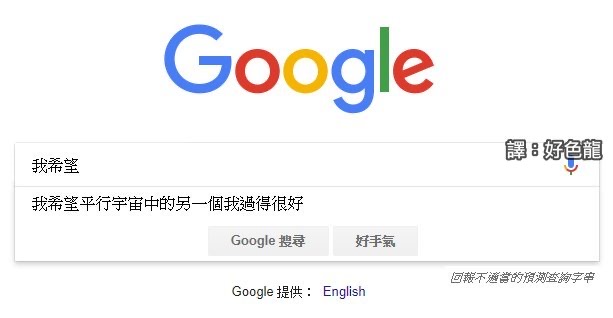 Google
譯：好色龍
我希望
我希望平行宇宙中的另一個我過得很好
Google 搜尋
好手氣
回報不適當的預測查詢字串
Google 提供： English